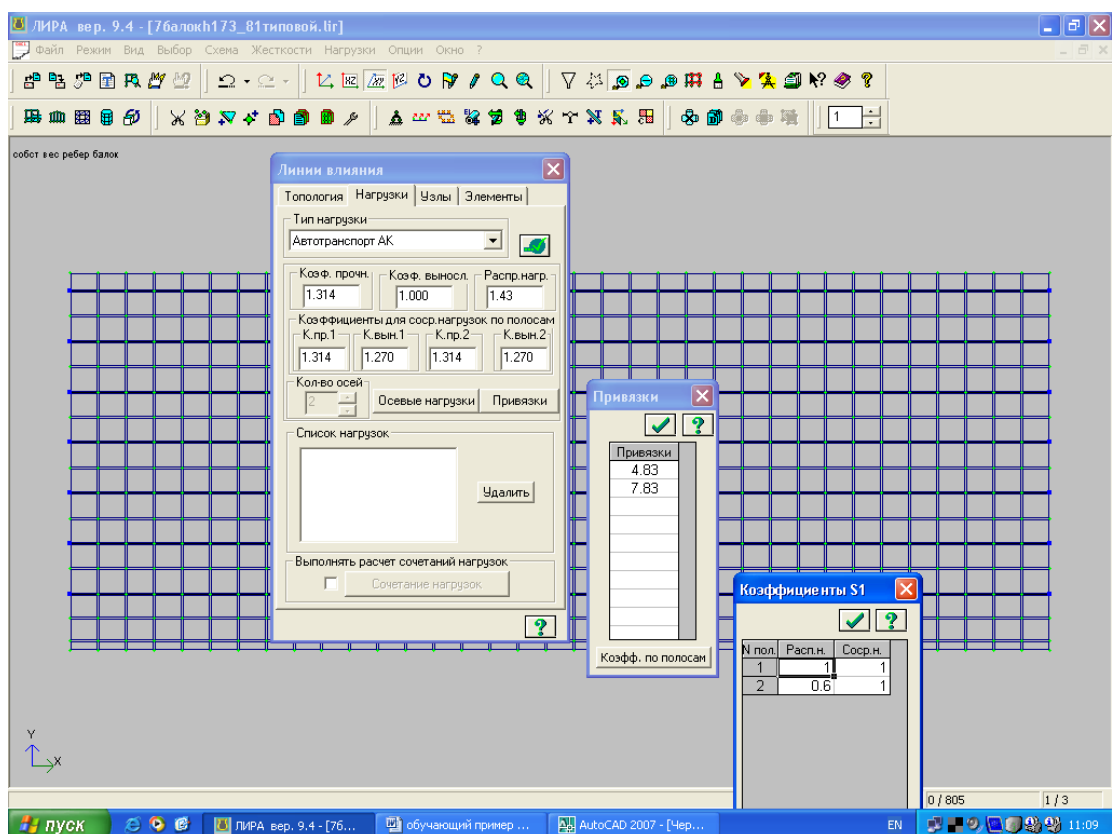 ЛИРА вер. 9.4 - [7балокh173_81типовой.lir]
Файл Режим Вид Выбор Схема Жесткости Нагрузки Опции Окно ?
1
собст вес ребер балок
Линии влияния
Топология Нагрузки Узлы Элементы
Тип нагрузки
Автотранспорт АК
Коэф. прочн. Коэф. выносл. Распр.нагр.
1.314 1.000 1.43
Коэффициенты для соср.нагрузок по полосам
К.пр.1 К.вын.1 К.пр.2 К.вын.2
1.314 1.270 1.314 1.270
Кол-во осей
2 Осевые нагрузки Привязки
Список нагрузок
Удалить
Выполнять расчет сочетаний нагрузок
Сочетание нагрузок
Привязки
Привязки
4.83
7.83
Коэфф. по полосам
Коэффициенты S1
N пол. Расп.н. Соср.н.
1 1 1
2 0.6 1
Y
X
0 / 805 1 / 3
пуск ЛИРА вер. 9.4 - [76... обучающий пример ... AutoCAD 2007 - [Чер... EN 11:09